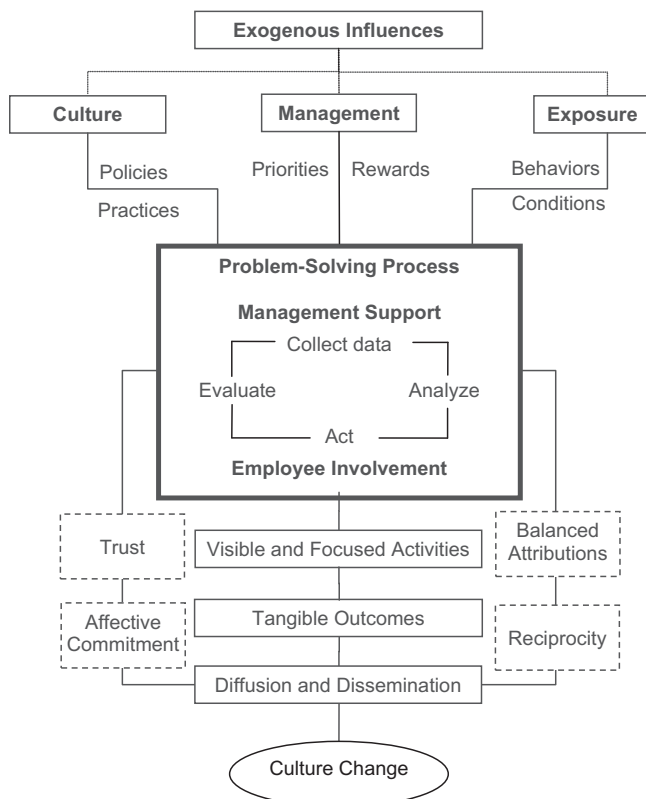 Exogenous Influences
Culture
Management
Exposure
Policies
Practices
Priorities
Rewards
Behaviors
Conditions
Problem-Solving Process
Management Support
Collect data
Evaluate
Analyze
Act
Employee Involvement
Trust
Visible and Focused Activities
Balanced
Attributions
Affective
Commitment
Tangible Outcomes
Reciprocity
Diffusion and Dissemination
Culture Change